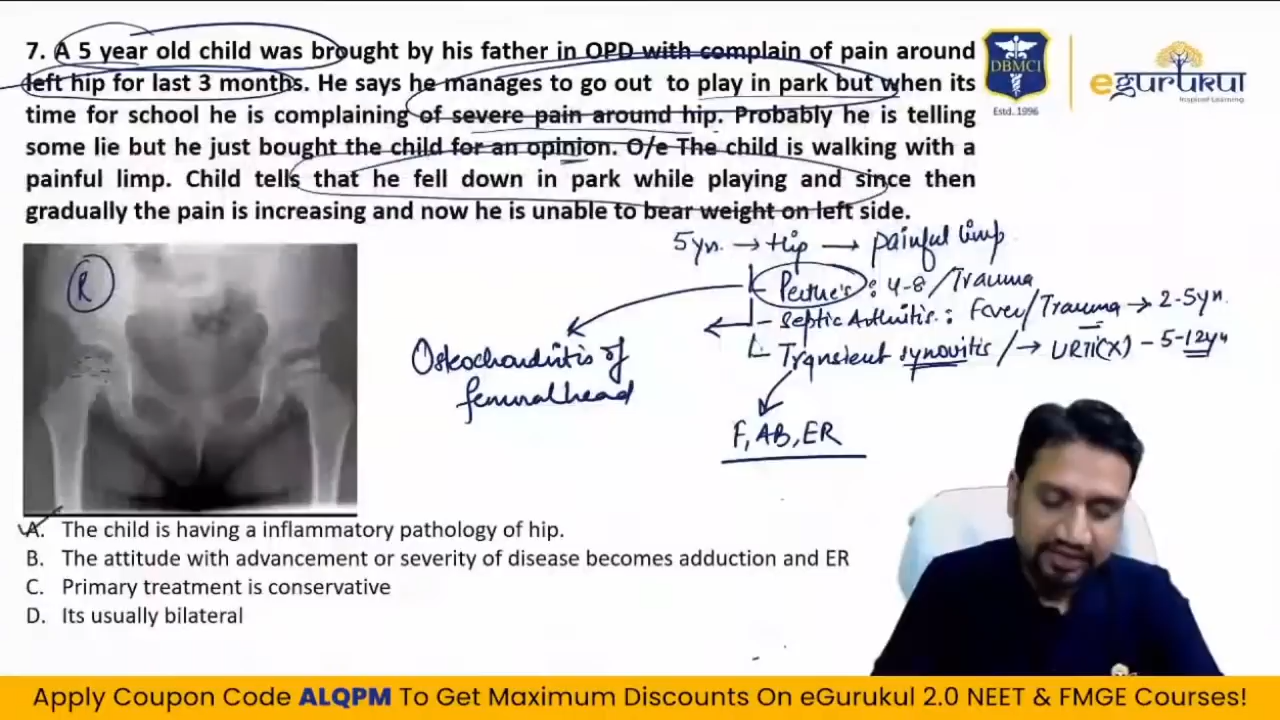 7. A 5 year old child was brought by his father in OPD with complain of pain around
left hip for last 3 months. He says he manages to go out to play in park but when its
time for school he is complaining of severe pain around hip. Probably he is telling
some lie but he just bought the child for an opinion. O/e The child is walking with a
painful limp. Child tells that he fell down in park while playing and since then
gradually the pain is increasing and now he is unable to bear weight on left side.
DBMCI
Estd. 1996
eGurukul
Inspired Learning
R
5yr. → Hip → painful limp
Perthe's : 4-8 / Trauma
- Septic Arthritis : Fever/Trauma → 2-5yr.
Transient synovitis / → URTI(X) - 5-12yr
Osteochondritis of
femoral head
F, AB, ER
A. The child is having a inflammatory pathology of hip.
B. The attitude with advancement or severity of disease becomes adduction and ER
C. Primary treatment is conservative
D. Its usually bilateral
Apply Coupon Code ALQPM To Get Maximum Discounts On eGurukul 2.0 NEET & FMGE Courses!